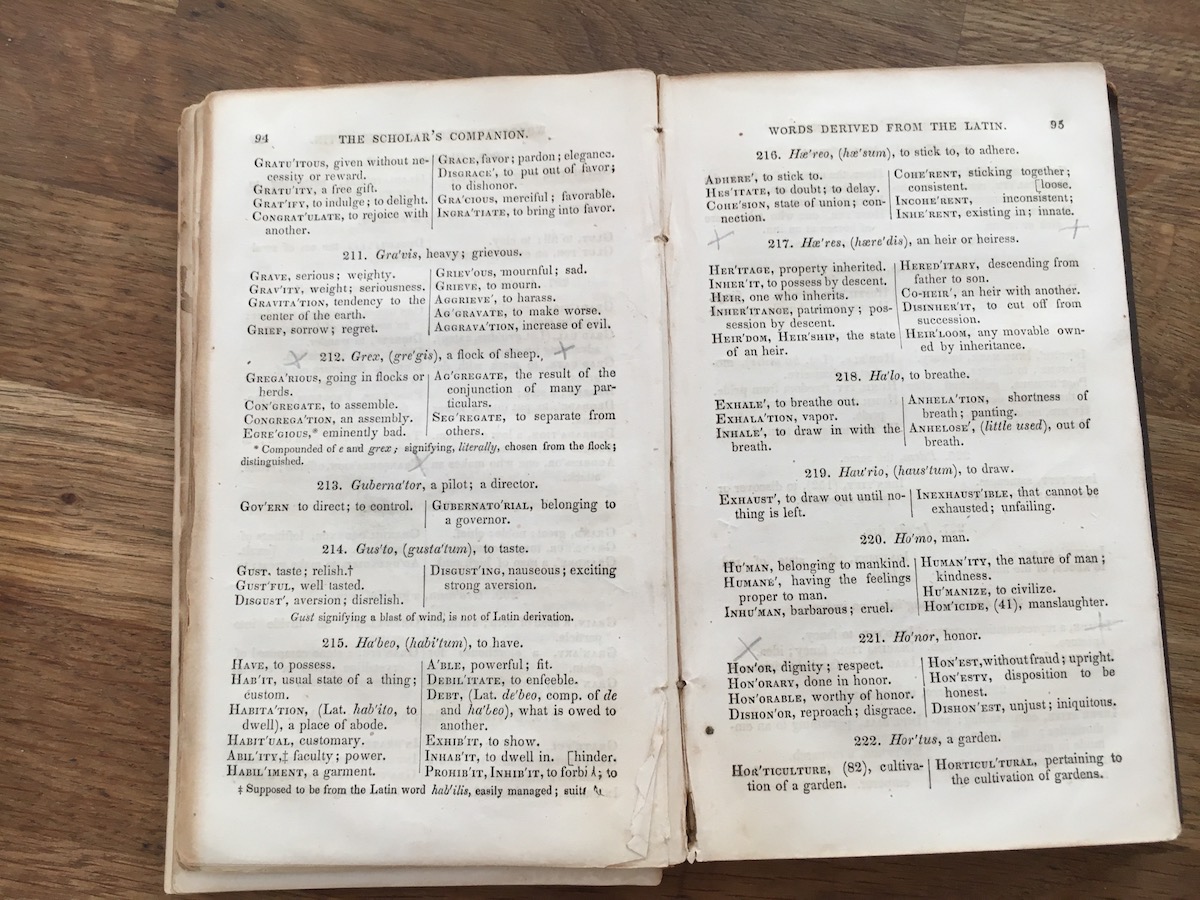 94 THE SCHOLAR'S COMPANION.
GRATU'ITOUS, given without ne-
cessity or reward.
GRATU'ITY, a free gift.
GRAT'IFY, to indulge; to delight.
CONGRAT'ULATE, to rejoice with
another.
GRACE, favor; pardon; elegance.
DISGRACE', to put out of favor;
to dishonor.
GRA'CIOUS, merciful; favorable.
INGRA'TIATE, to bring into favor.
211. Gra'vis, heavy; grievous.
GRAVE, serious; weighty.
GRAV'ITY, weight; seriousness.
GRAVITA'TION, tendency to the
center of the earth.
GRIEF, sorrow; regret.
GRIEV'OUS, mournful; sad.
GRIEVE, to mourn.
AGGRIEVE', to harass.
AG'GRAVATE, to make worse.
AGGRAVA'TION, increase of evil.
212. Grex, (gre'gis), a flock of sheep.
GREGA'RIOUS, going in flocks or
herds.
CON'GREGATE, to assemble.
CONGREGA'TION, an assembly.
EGRE'GIOUS,* eminently bad.
AG'GREGATE, the result of the
conjunction of many par-
ticulars.
SEG'REGATE, to separate from
others.
* Compounded of e and grex; signifying, literally, chosen from the flock;
distinguished.
213. Guberna'tor, a pilot; a director.
GOV'ERN to direct; to control.
GUBERNATO'RIAL, belonging to
a governor.
214. Gus'to, (gusta'tum), to taste.
GUST. taste; relish.†
GUST'FUL, well tasted.
DISGUST', aversion; disrelish.
DISGUST'ING, nauseous; exciting
strong aversion.
Gust signifying a blast of wind, is not of Latin derivation.
215. Ha'beo, (habi'tum), to have.
HAVE, to possess.
HAB'IT, usual state of a thing;
custom.
HABITA'TION, (Lat. hab'ito, to
dwell), a place of abode.
HABIT'UAL, customary.
ABIL'ITY,‡ faculty; power.
HABIL'IMENT, a garment.
A'BLE, powerful; fit.
DEBIL'ITATE, to enfeeble.
DEBT, (Lat. de'beo, comp. of de
and ha'beo), what is owed to
another.
EXHIB'IT, to show.
INHAB'IT, to dwell in. [hinder.
PROHIB'IT, INHIB'IT, to forbid; to
‡ Supposed to be from the Latin word hab'ilis, easily managed;
WORDS DERIVED FROM THE LATIN. 95
216. Hæ'reo, (hæ'sum), to stick to, to adhere.
ADHERE', to stick to.
HES'ITATE, to doubt; to delay.
COHE'SION, state of union; con-
nection.
COHE'RENT, sticking together;
consistent. [loose.
INCOHE'RENT, inconsistent;
INHE'RENT, existing in; innate.
217. Hæ'res, (hære'dis), an heir or heiress.
HER'ITAGE, property inherited.
INHER'IT, to possess by descent.
HEIR, one who inherits.
INHER'ITANCE, patrimony; pos-
session by descent.
HEIR'DOM, HEIR'SHIP, the state
of an heir.
HERED'ITARY, descending from
father to son.
CO-HEIR', an heir with another.
DISINHER'IT, to cut off from
succession.
HEIR'LOOM, any movable own-
ed by inheritance.
218. Ha'lo, to breathe.
EXHALE', to breathe out.
EXHALA'TION, vapor.
INHALE', to draw in with the
breath.
ANHELA'TION, shortness of
breath; panting.
ANHELOSE', (little used), out of
breath.
219. Hau'rio, (haus'tum), to draw.
EXHAUST', to draw out until no-
thing is left.
INEXHAUST'IBLE, that cannot be
exhausted; unfailing.
220. Ho'mo, man.
HU'MAN, belonging to mankind.
HUMANE', having the feelings
proper to man.
INHU'MAN, barbarous; cruel.
HUMAN'ITY, the nature of man;
kindness.
HU'MANIZE, to civilize.
HOM'ICIDE, (41), manslaughter.
221. Ho'nor, honor.
HON'OR, dignity; respect.
HON'ORARY, done in honor.
HON'ORABLE, worthy of honor.
DISHON'OR, reproach; disgrace.
HON'EST, without fraud; upright.
HON'ESTY, disposition to be
honest.
DISHON'EST, unjust; iniquitous.
222. Hor'tus, a garden.
HOR'TICULTURE, (82), cultiva-
tion of a garden.
HORTICUL'TURAL, pertaining to
the cultivation of gardens.